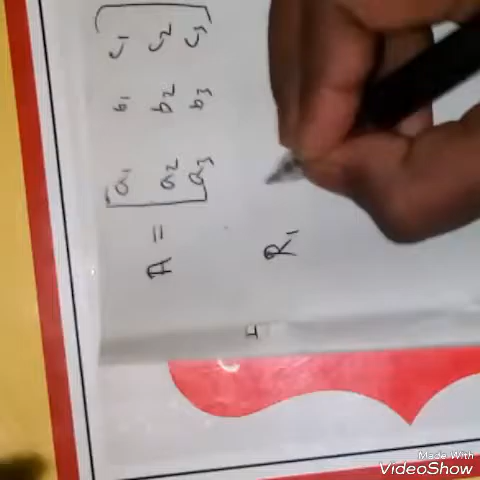 A = [a₁ b₁ c₁]
a₂ b₂ c₂
a₃ b₃ c₃
R₁
Made With
VideoShow